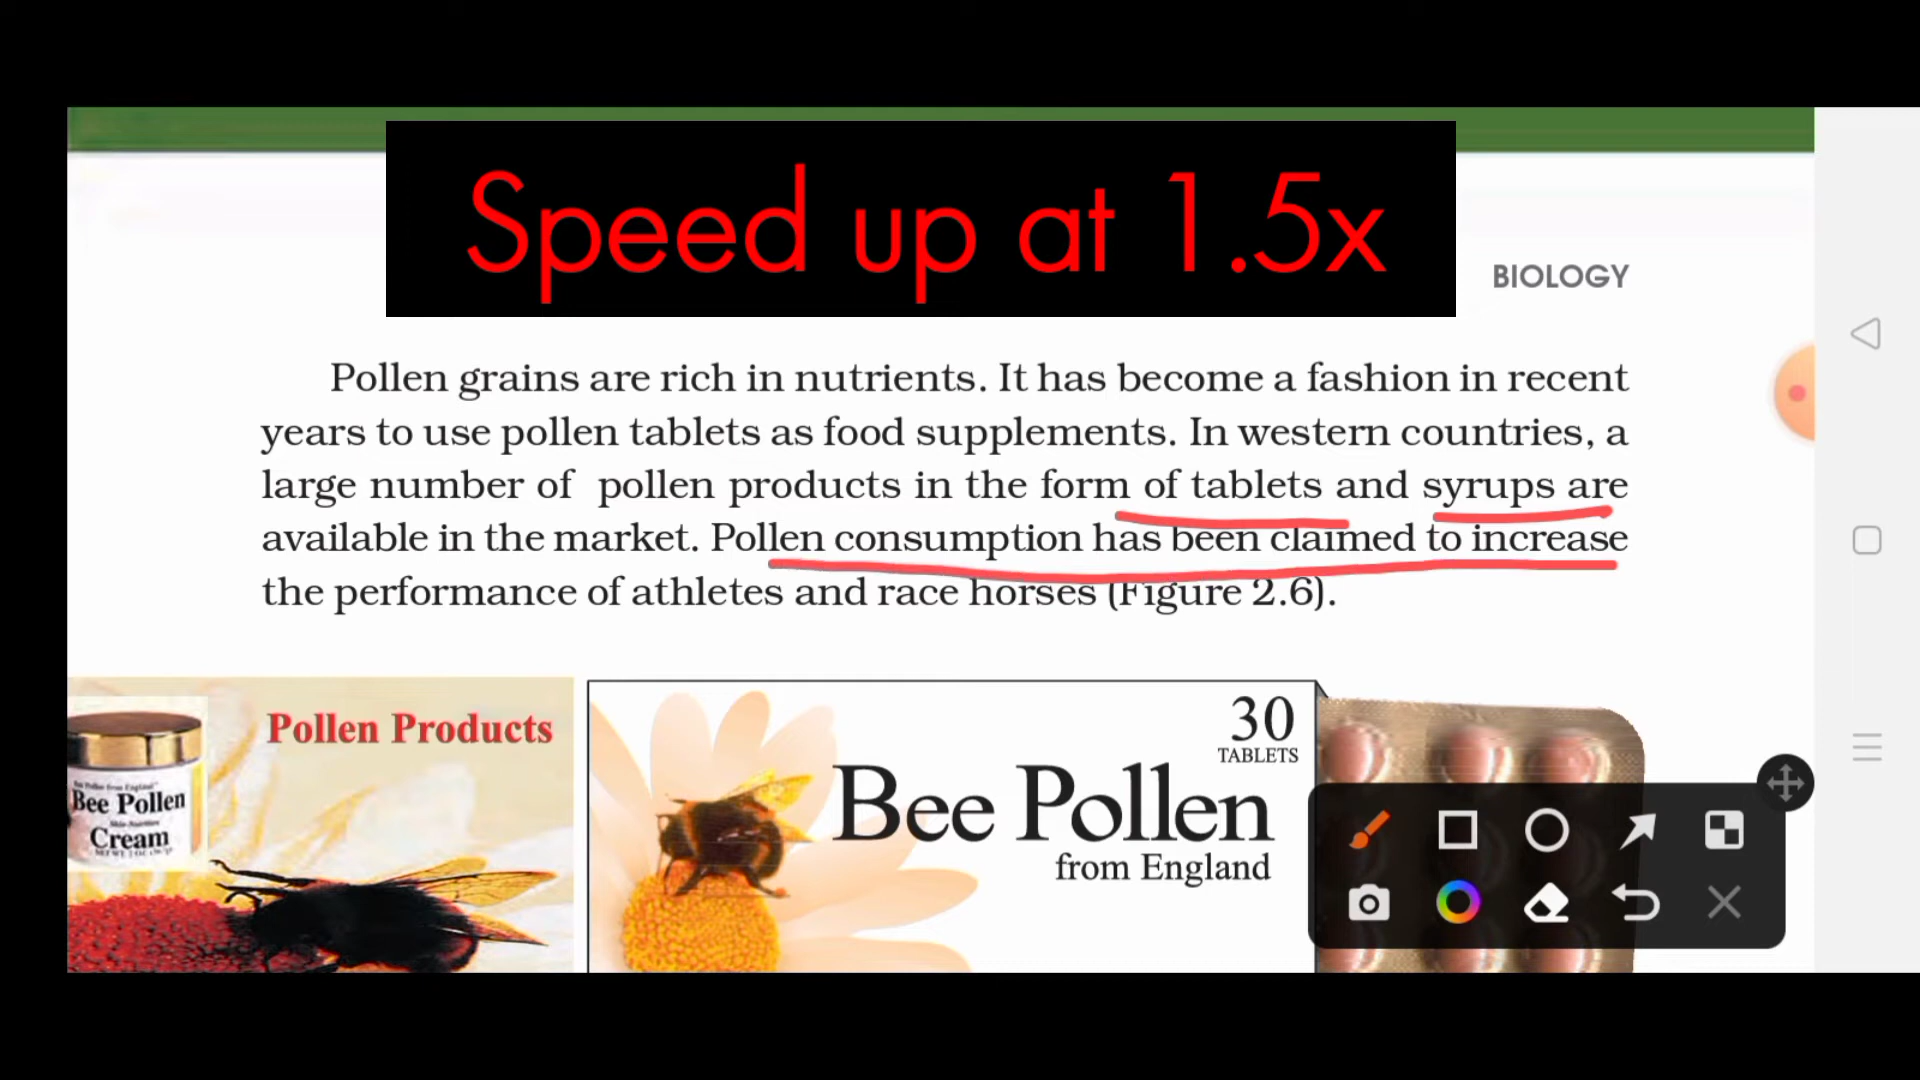 Speed up at 1.5x
BIOLOGY
Pollen grains are rich in nutrients. It has become a fashion in recent
years to use pollen tablets as food supplements. In western countries, a
large number of pollen products in the form of tablets and syrups are
available in the market. Pollen consumption has been claimed to increase
the performance of athletes and race horses (Figure 2.6).
Pollen Products
Bee Pollen
Cream
30
TABLETS
Bee Pollen
from England